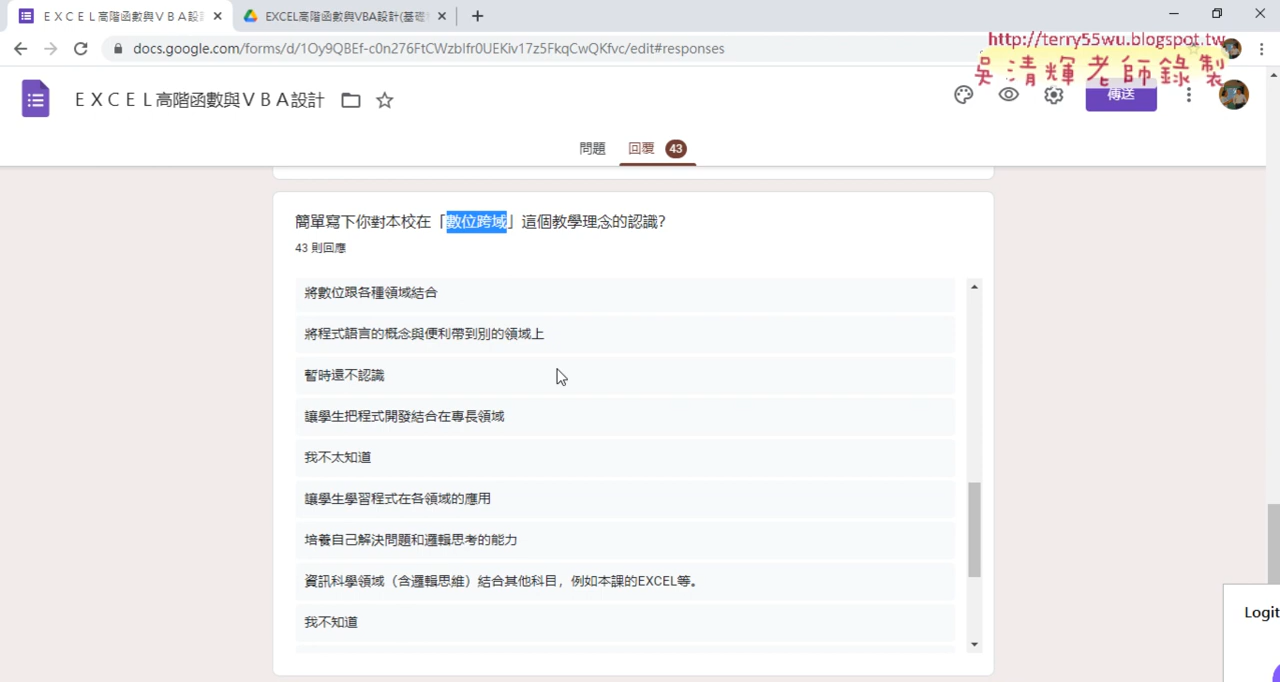 ＥＸＣＥＬ高階函數與ＶＢＡ設
EXCEL高階函數與VBA設計(基礎
docs.google.com/forms/d/1Oy9QBEf-c0n276FtCWzbIfr0UEKiv17z5FkqCwQKfvc/edit#responses
http://terry55wu.blogspot.tw
吳清輝老師錄製
ＥＸＣＥＬ高階函數與ＶＢＡ設計
傳送
問題
回覆 43
簡單寫下你對本校在「數位跨域」這個教學理念的認識?
43 則回應
將數位跟各種領域結合
將程式語言的概念與便利帶到別的領域上
暫時還不認識
讓學生把程式開發結合在專長領域
我不太知道
讓學生學習程式在各領域的應用
培養自己解決問題和邏輯思考的能力
資訊科學領域（含邏輯思維）結合其他科目，例如本課的EXCEL等。
我不知道
Logit